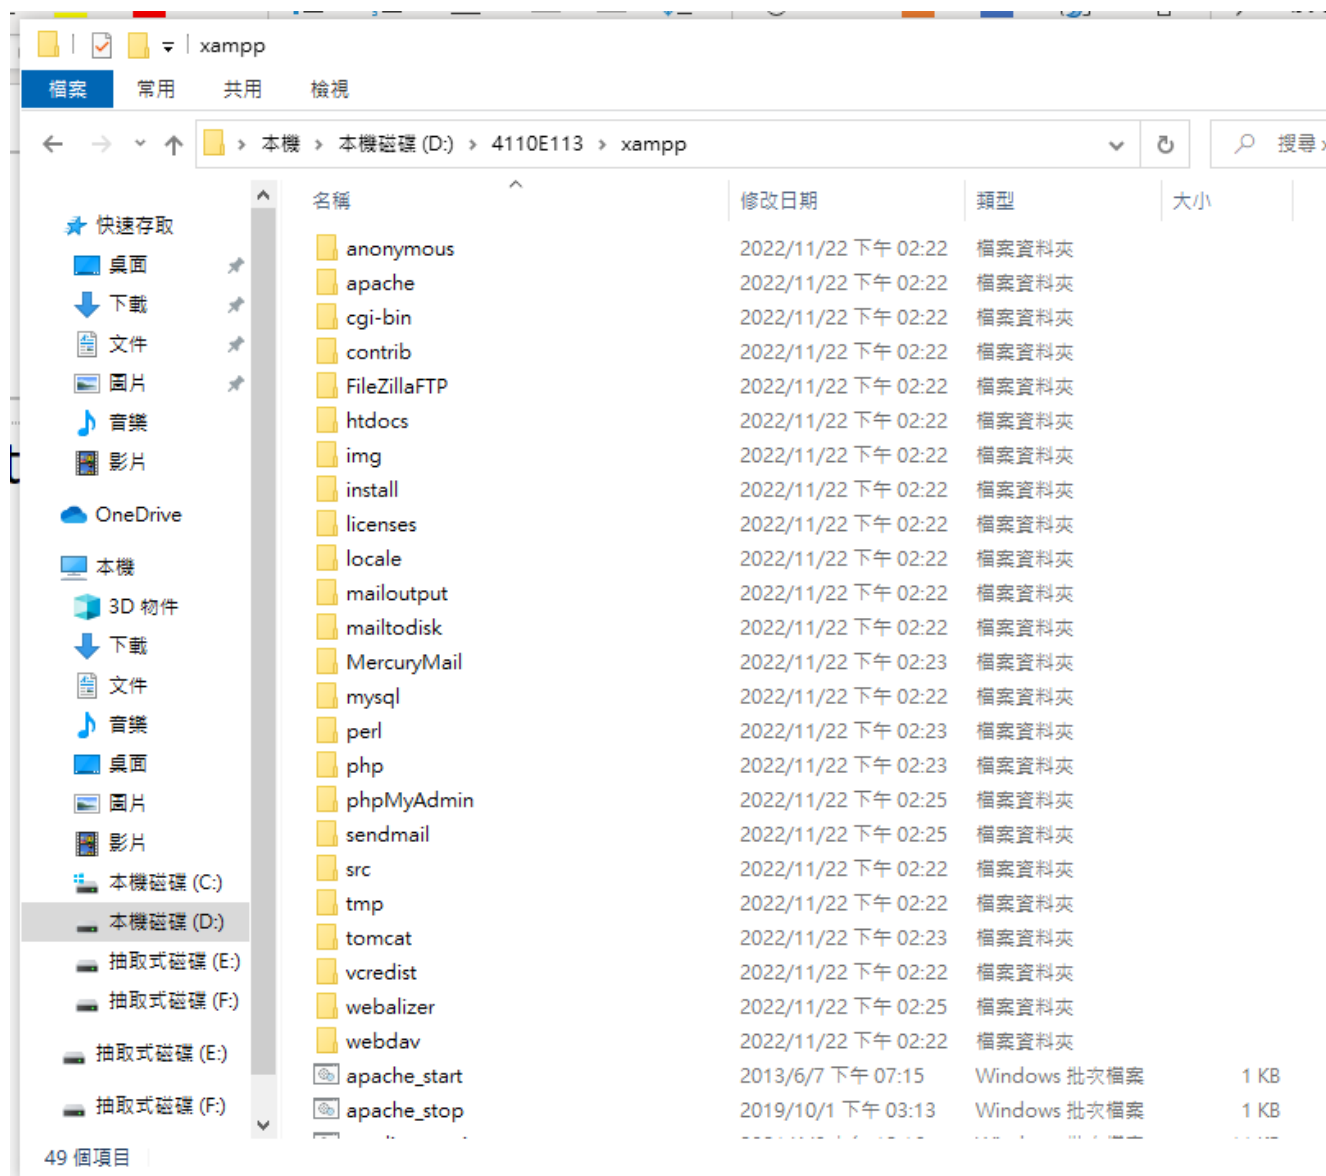 xampp
檔案 常用 共用 檢視
本機 > 本機磁碟 (D:) > 4110E113 > xampp
搜尋
名稱 修改日期 類型 大小
快速存取
桌面
下載
文件
圖片
音樂
影片
OneDrive
本機
3D 物件
下載
文件
音樂
桌面
圖片
影片
本機磁碟 (C:)
本機磁碟 (D:)
抽取式磁碟 (E:)
抽取式磁碟 (F:)
抽取式磁碟 (E:)
抽取式磁碟 (F:)
anonymous 2022/11/22 下午 02:22 檔案資料夾
apache 2022/11/22 下午 02:22 檔案資料夾
cgi-bin 2022/11/22 下午 02:22 檔案資料夾
contrib 2022/11/22 下午 02:22 檔案資料夾
FileZillaFTP 2022/11/22 下午 02:22 檔案資料夾
htdocs 2022/11/22 下午 02:22 檔案資料夾
img 2022/11/22 下午 02:22 檔案資料夾
install 2022/11/22 下午 02:22 檔案資料夾
licenses 2022/11/22 下午 02:22 檔案資料夾
locale 2022/11/22 下午 02:22 檔案資料夾
mailoutput 2022/11/22 下午 02:22 檔案資料夾
mailtodisk 2022/11/22 下午 02:22 檔案資料夾
MercuryMail 2022/11/22 下午 02:23 檔案資料夾
mysql 2022/11/22 下午 02:22 檔案資料夾
perl 2022/11/22 下午 02:23 檔案資料夾
php 2022/11/22 下午 02:23 檔案資料夾
phpMyAdmin 2022/11/22 下午 02:25 檔案資料夾
sendmail 2022/11/22 下午 02:25 檔案資料夾
src 2022/11/22 下午 02:22 檔案資料夾
tmp 2022/11/22 下午 02:22 檔案資料夾
tomcat 2022/11/22 下午 02:23 檔案資料夾
vcredist 2022/11/22 下午 02:22 檔案資料夾
webalizer 2022/11/22 下午 02:25 檔案資料夾
webdav 2022/11/22 下午 02:22 檔案資料夾
apache_start 2013/6/7 下午 07:15 Windows 批次檔案 1 KB
apache_stop 2019/10/1 下午 03:13 Windows 批次檔案 1 KB
49 個項目